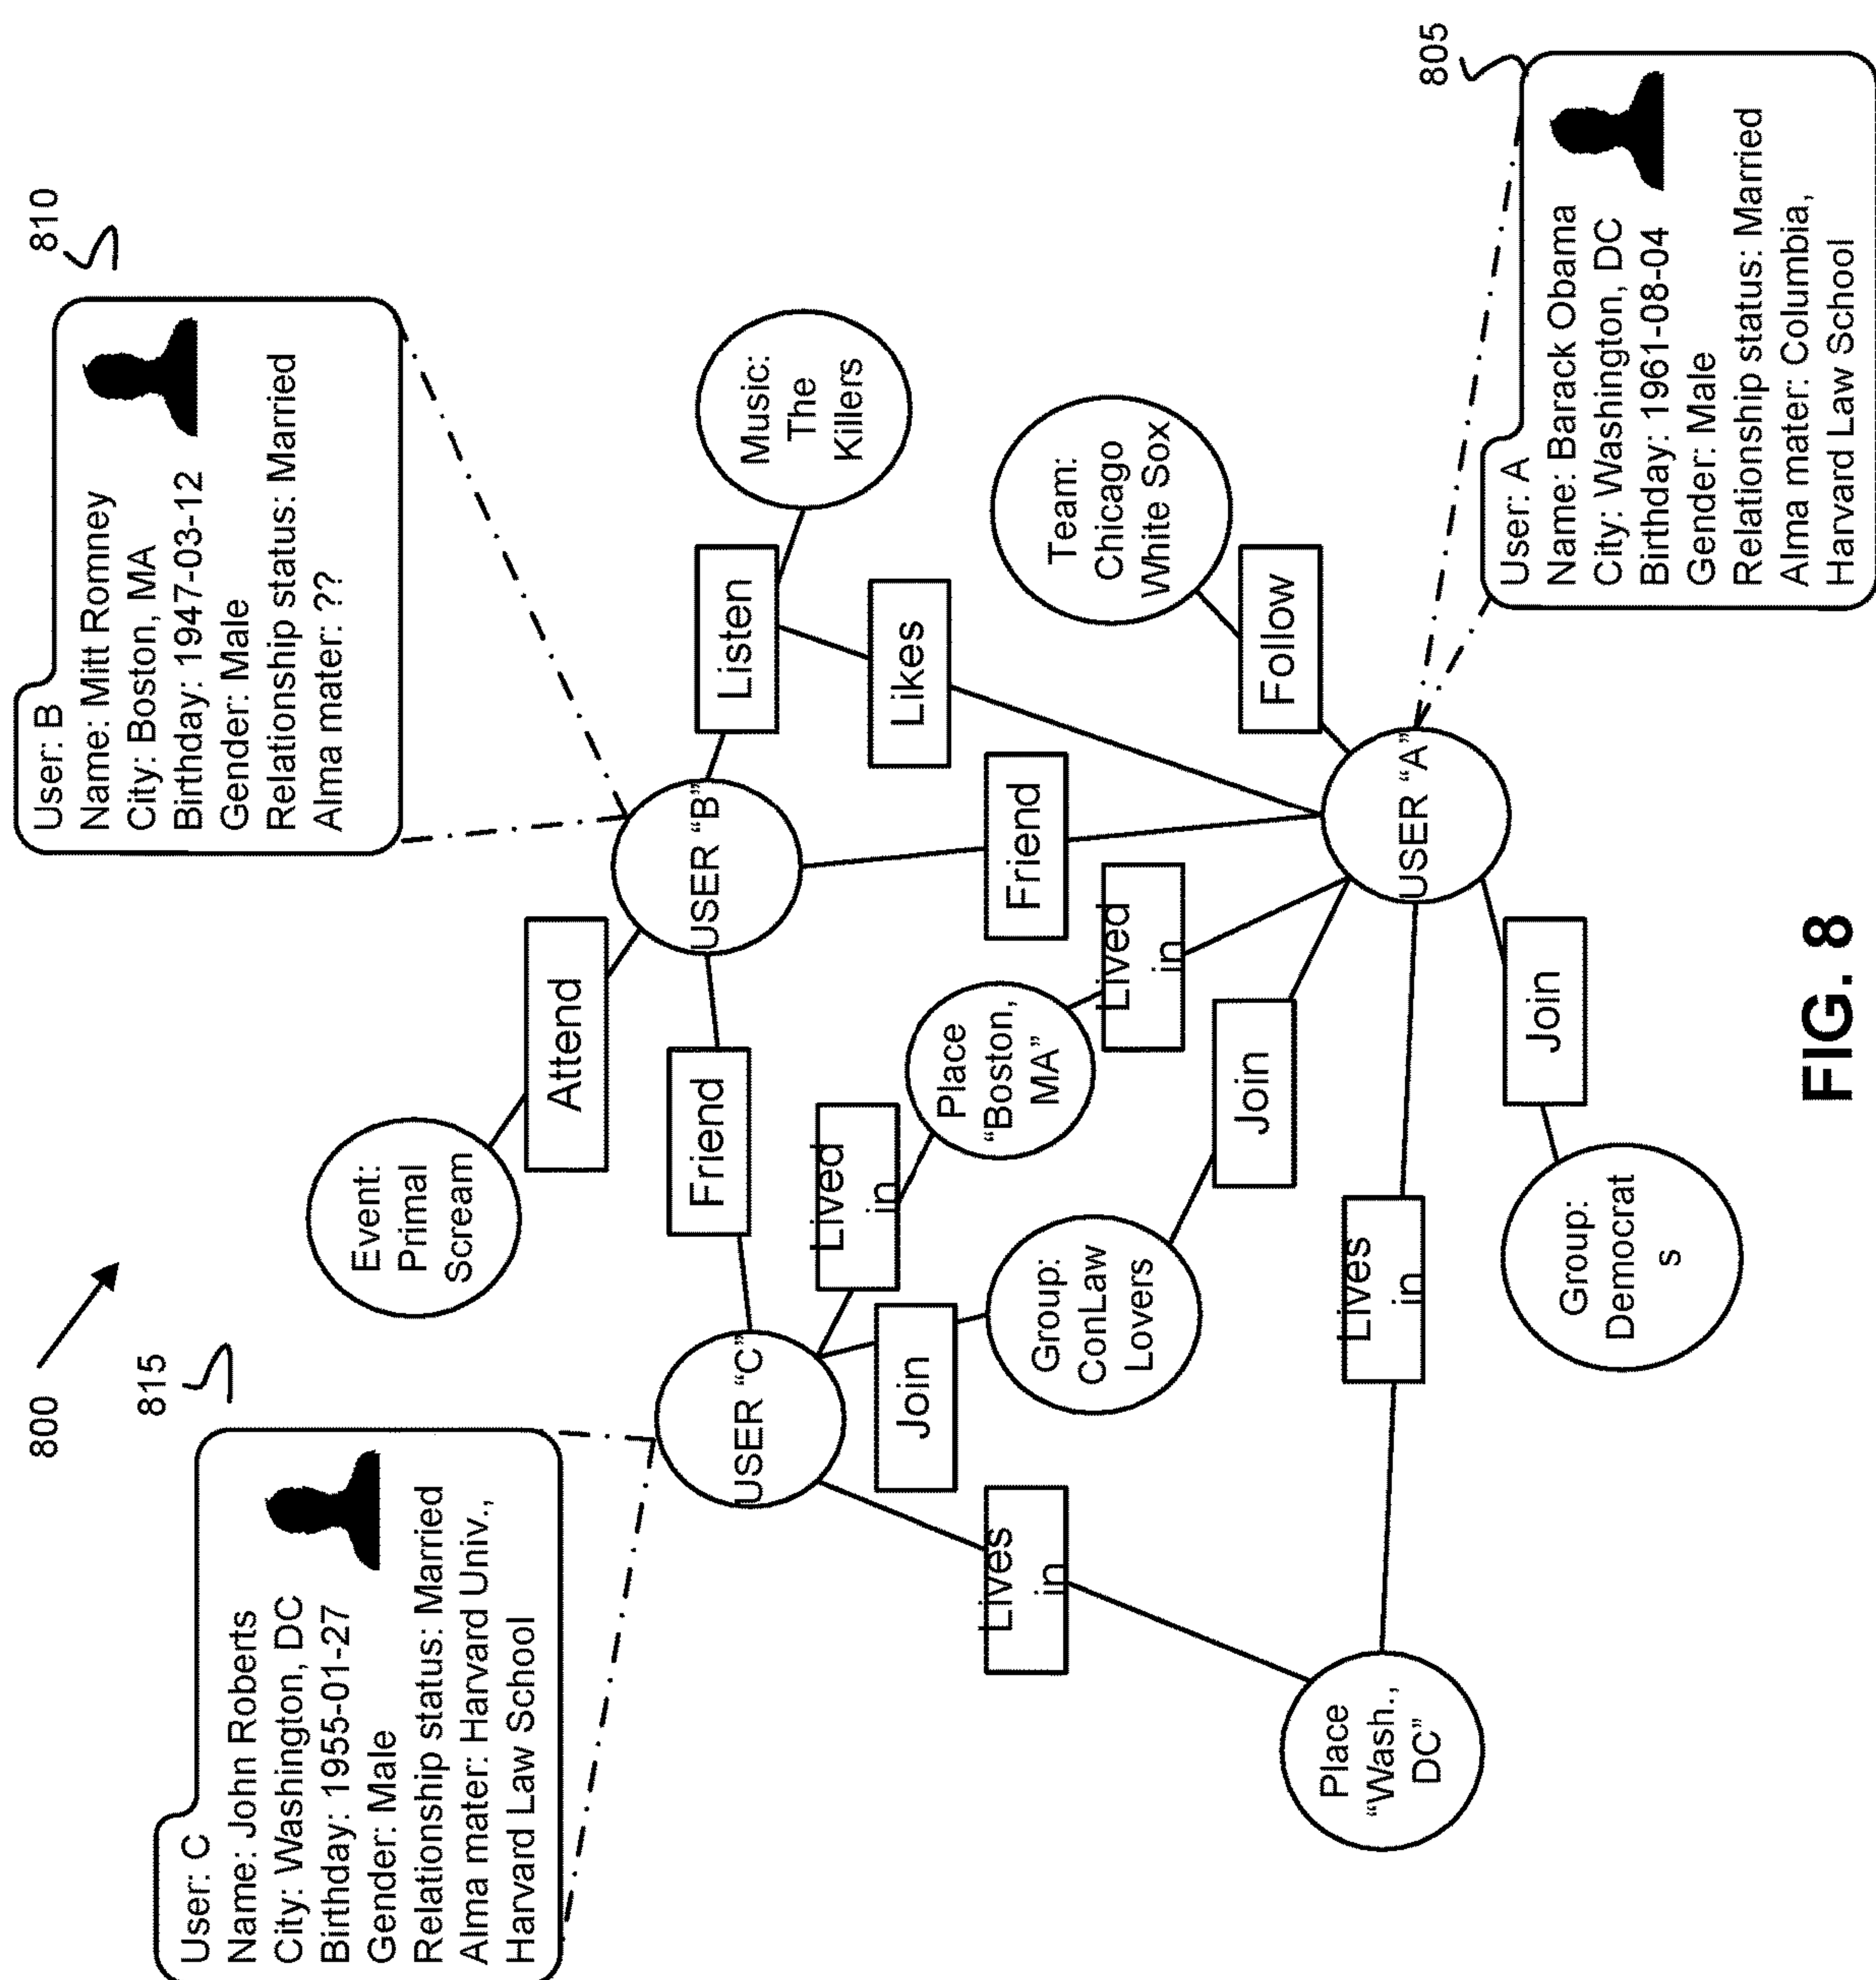 800
815
User: C
Name: John Roberts
City: Washington, DC
Birthday: 1955-01-27
Gender: Male
Relationship status: Married
Alma mater: Harvard Univ.,
Harvard Law School
810
User: B
Name: Mitt Romney
City: Boston, MA
Birthday: 1947-03-12
Gender: Male
Relationship status: Married
Alma mater: ??
Event:
Primal
Scream
Attend
USER "C"
Friend
USER "B"
Listen
Music:
The
Killers
Lived
in
Join
Likes
Lives
in
Group:
ConLaw
Lovers
Place
"Boston,
MA"
Friend
Team:
Chicago
White Sox
Lived
in
Join
Follow
Place
"Wash.,
DC"
Lives
in
USER "A"
Group:
Democrat
s
Join
805
User: A
Name: Barack Obama
City: Washington, DC
Birthday: 1961-08-04
Gender: Male
Relationship status: Married
Alma mater: Columbia,
Harvard Law School
FIG. 8